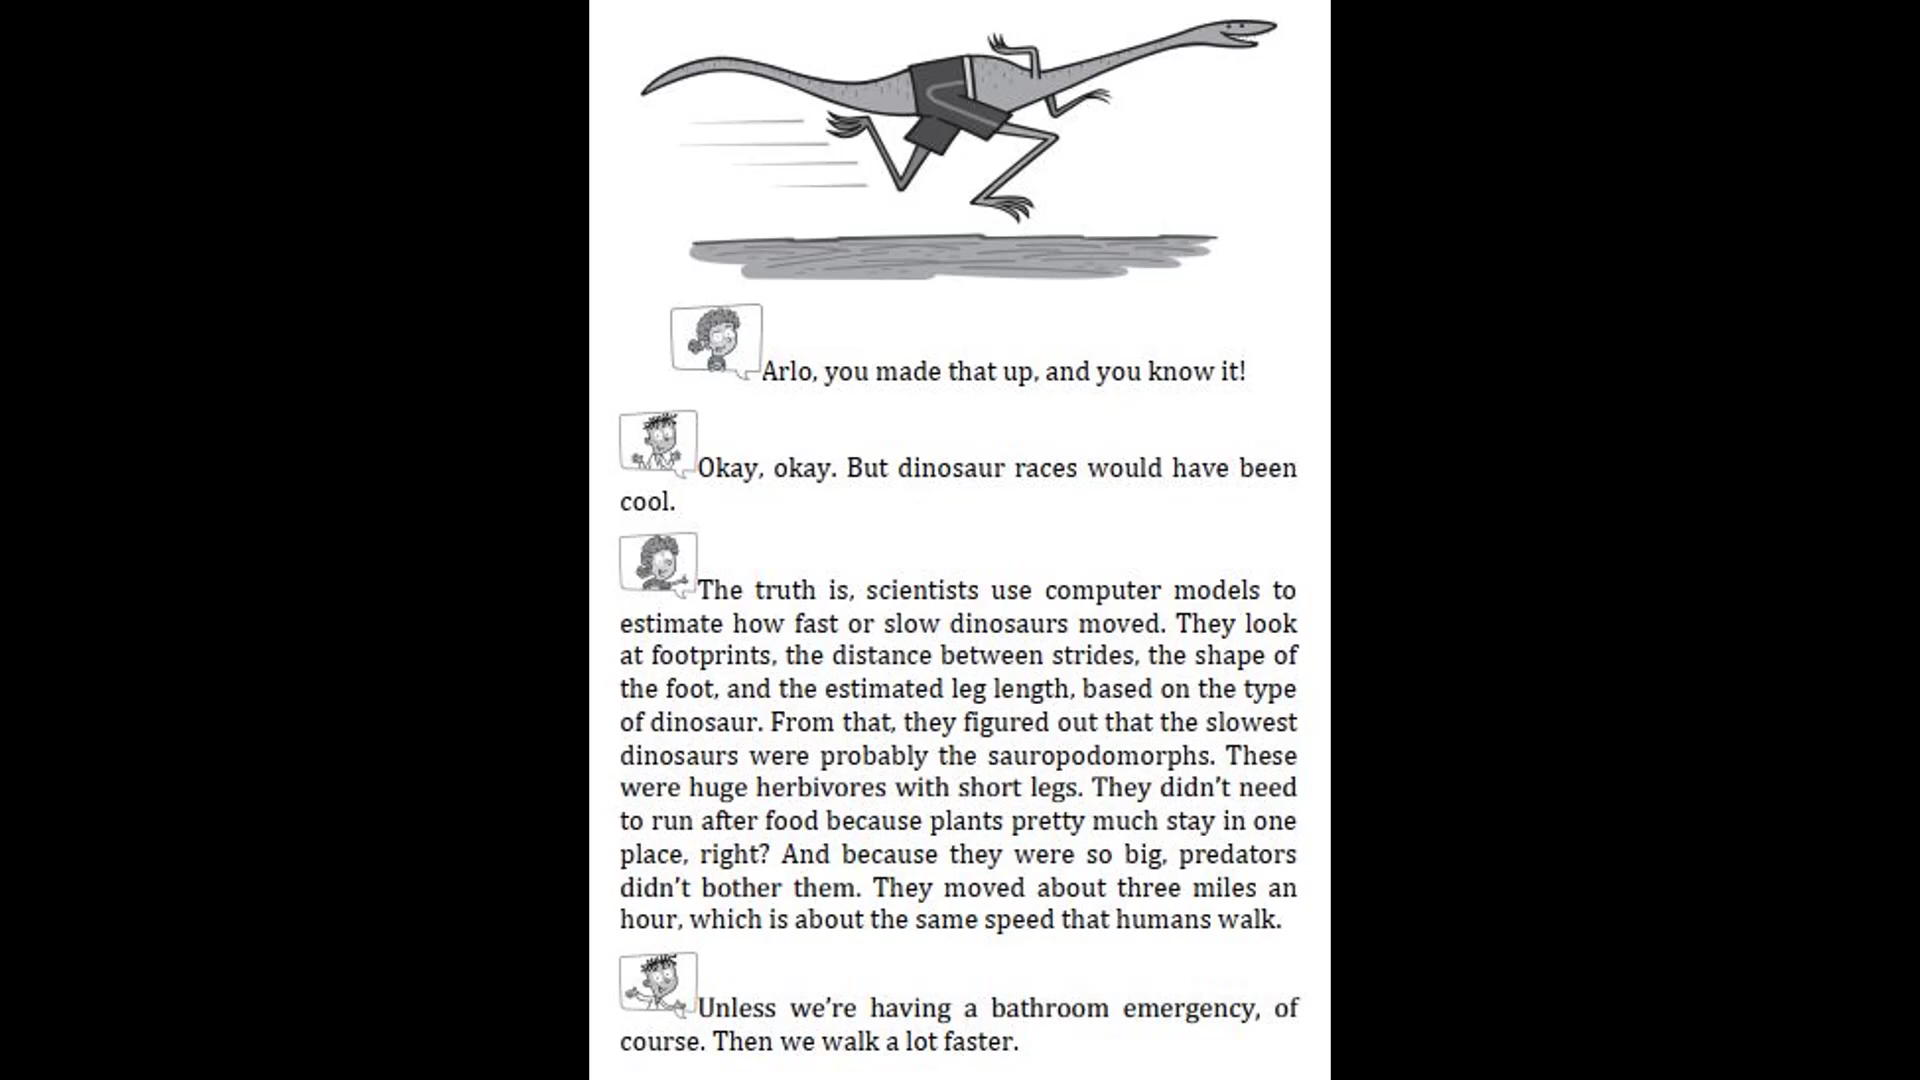 Arlo, you made that up, and you know it!
Okay, okay. But dinosaur races would have been
cool.
The truth is, scientists use computer models to
estimate how fast or slow dinosaurs moved. They look
at footprints, the distance between strides, the shape of
the foot, and the estimated leg length, based on the type
of dinosaur. From that, they figured out that the slowest
dinosaurs were probably the sauropodomorphs. These
were huge herbivores with short legs. They didn’t need
to run after food because plants pretty much stay in one
place, right? And because they were so big, predators
didn’t bother them. They moved about three miles an
hour, which is about the same speed that humans walk.
Unless we’re having a bathroom emergency, of
course. Then we walk a lot faster.